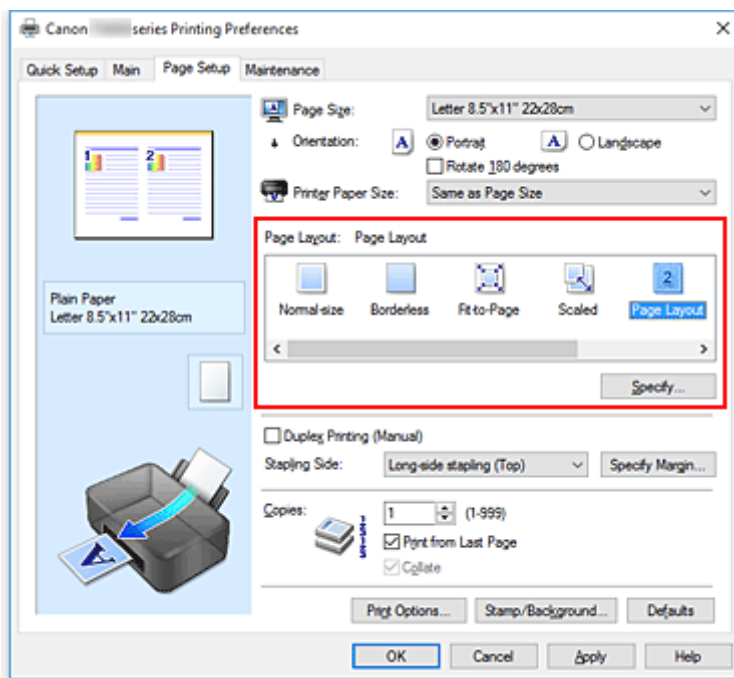 Canon series Printing Preferences
Quick Setup Main Page Setup Maintenance
1 2
Plain Paper
Letter 8.5"x11" 22x28cm
A
Page Size: Letter 8.5"x11" 22x28cm
Orientation: A Portrait A Landscape
Rotate 180 degrees
Printer Paper Size: Same as Page Size
Page Layout: Page Layout
2
Normal-size Borderless Fit-to-Page Scaled Page Layout
Specify...
Duplex Printing (Manual)
Stapling Side: Long-side stapling (Top) Specify Margin...
Copies: 1 (1-999)
Print from Last Page
Collate
Print Options... Stamp/Background... Defaults
OK Cancel Apply Help